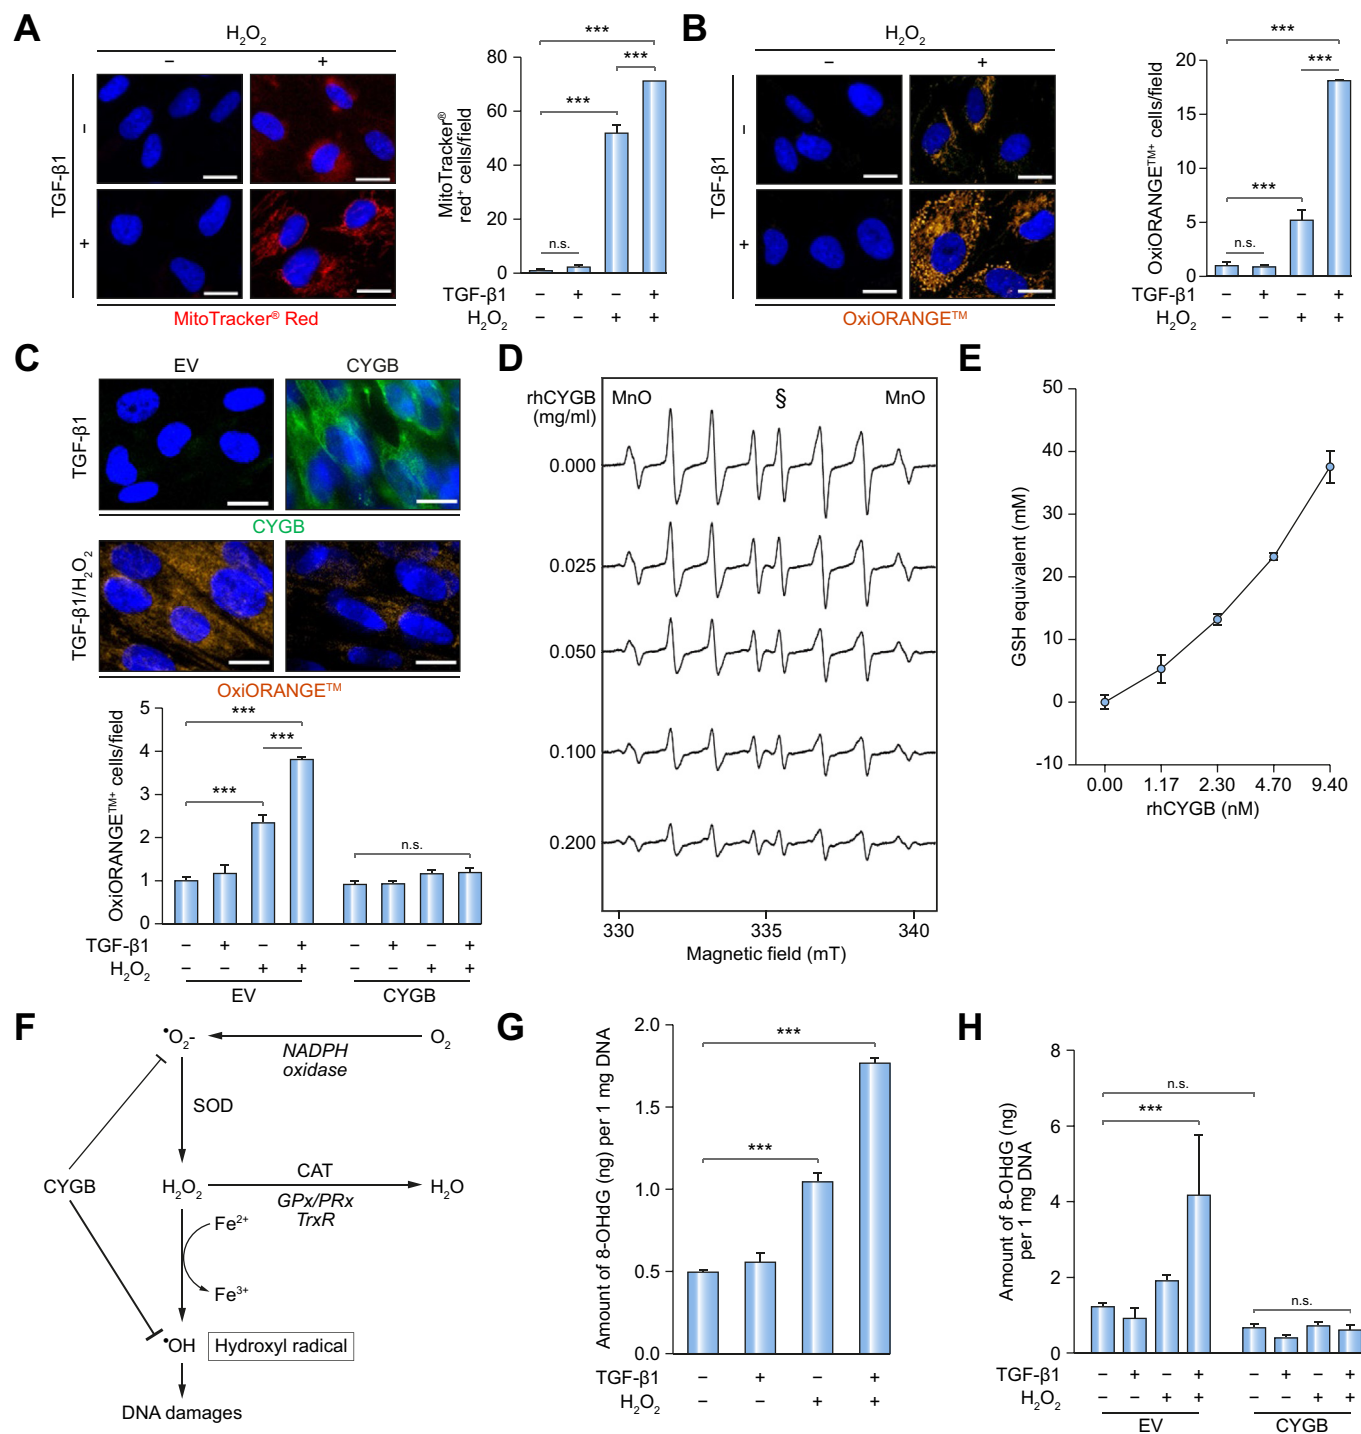 A
H₂O₂
− +
TGF-β1
−
+
MitoTracker® Red
MitoTracker®
red⁺ cells/field
80
60
40
20
0
***
***
***
n.s.
TGF-β1 − + − +
H₂O₂ − − + +
B
H₂O₂
− +
TGF-β1
−
+
OxiORANGE™
OxiORANGE™⁺ cells/field
20
15
10
5
0
***
***
***
n.s.
TGF-β1 − + − +
H₂O₂ − − + +
C
EV CYGB
TGF-β1
CYGB
TGF-β1/H₂O₂
OxiORANGE™
OxiORANGE™⁺ cells/field
5
4
3
2
1
0
***
***
***
n.s.
TGF-β1 − + − + − + − +
H₂O₂ − − + + − − + +
EV CYGB
D
rhCYGB
(mg/ml)
MnO § MnO
0.000
0.025
0.050
0.100
0.200
330 335 340
Magnetic field (mT)
E
GSH equivalent (mM)
50
40
30
20
10
0
-10
0.00 1.17 2.30 4.70 9.40
rhCYGB (nM)
F
•O₂- O₂
NADPH
oxidase
SOD
CYGB H₂O₂ H₂O
CAT
GPx/PRx
TrxR
Fe²⁺
Fe³⁺
•OH Hydroxyl radical
DNA damages
G
Amount of 8-OHdG (ng) per 1 mg DNA
2.0
1.5
1.0
0.5
0.0
***
***
TGF-β1 − + − +
H₂O₂ − − + +
H
Amount of 8-OHdG (ng)
per 1 mg DNA
8
6
4
2
0
n.s.
***
n.s.
TGF-β1 − + − + − + − +
H₂O₂ − − + + − − + +
EV CYGB